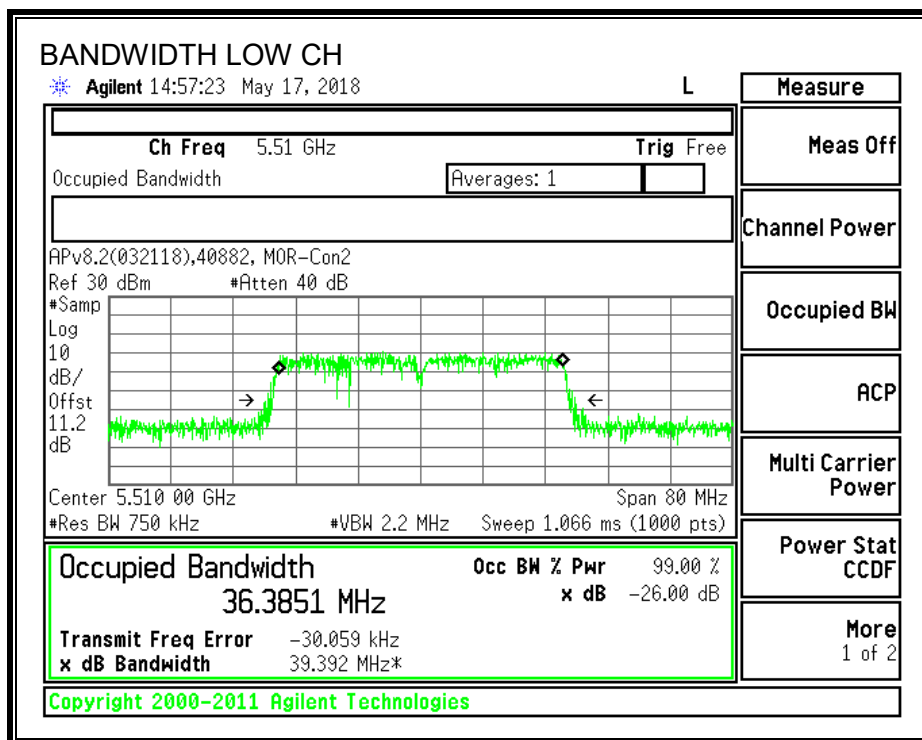 BANDWIDTH LOW CH
Agilent 14:57:23 May 17, 2018 L
Measure
Ch Freq 5.51 GHz Trig Free
Meas Off
Occupied Bandwidth Averages: 1
Channel Power
APv8.2(032118),40882, MOR-Con2
Ref 30 dBm #Atten 40 dB
#Samp
Log
10
dB/
Offst
11.2
dB
Occupied BW
ACP
Multi Carrier
Power
Center 5.510 00 GHz Span 80 MHz
#Res BW 750 kHz #VBW 2.2 MHz Sweep 1.066 ms (1000 pts)
Power Stat
CCDF
Occupied Bandwidth Occ BW % Pwr 99.00 %
36.3851 MHz x dB -26.00 dB
Transmit Freq Error -30.059 kHz
x dB Bandwidth 39.392 MHz*
More
1 of 2
Copyright 2000-2011 Agilent Technologies